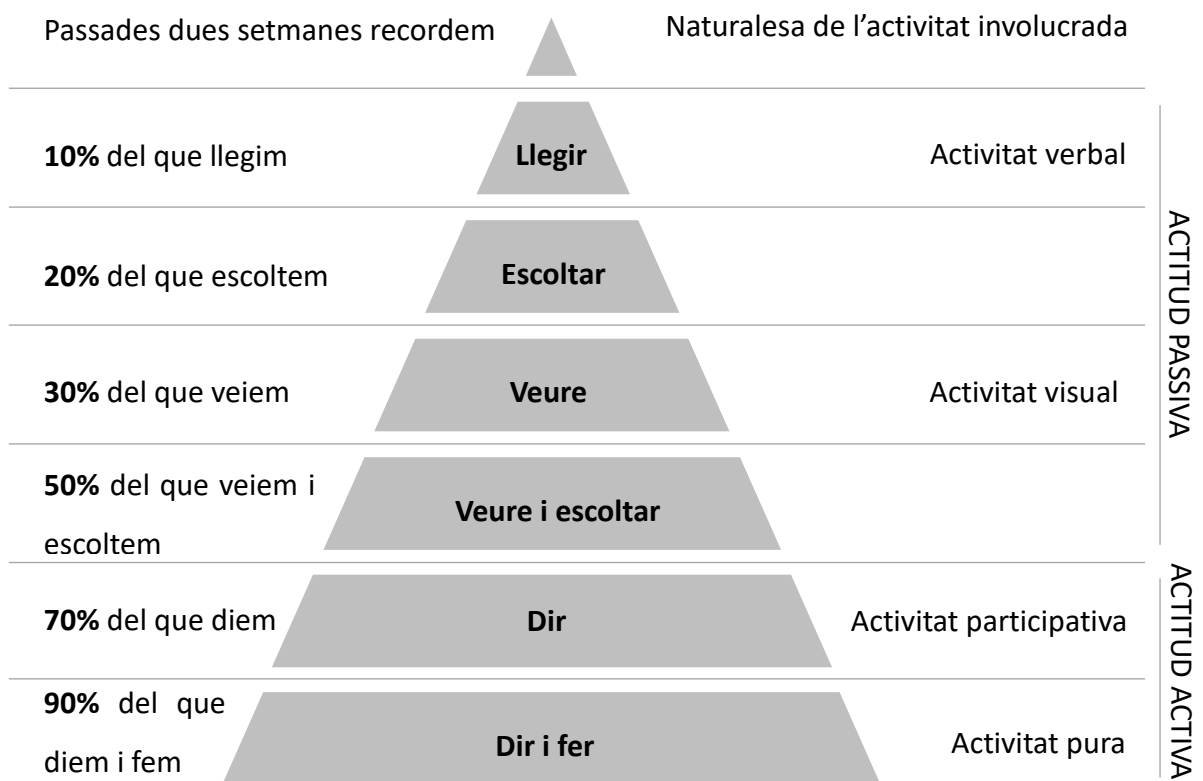 Passades dues setmanes recordem
Naturalesa de l’activitat involucrada
10% del que llegim
Llegir
Activitat verbal
20% del que escoltem
Escoltar
30% del que veiem
Veure
Activitat visual
50% del que veiem i
escoltem
Veure i escoltar
ACTITUD PASSIVA
70% del que diem
Dir
Activitat participativa
90% del que
diem i fem
Dir i fer
Activitat pura
ACTITUD ACTIVA